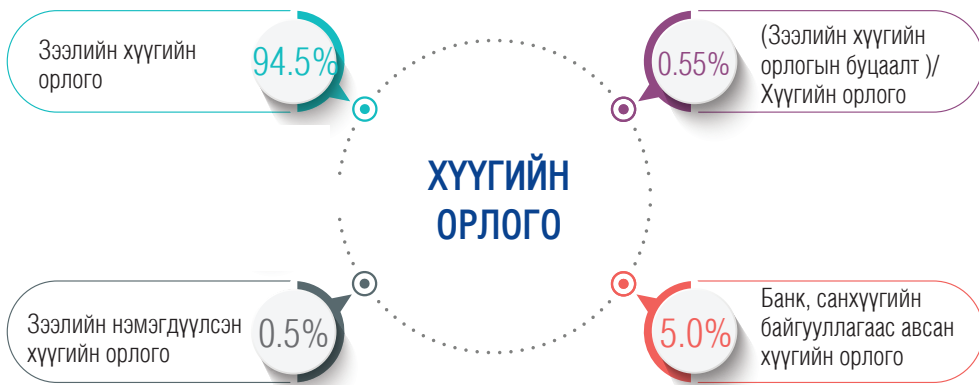 Зээлийн хүүгийн
орлого
94.5%
0.55%
(Зээлийн хүүгийн
орлогын буцаалт )/
Хүүгийн орлого
ХҮҮГИЙН
ОРЛОГО
Зээлийн нэмэгдүүлсэн
хүүгийн орлого
0.5%
5.0%
Банк, санхүүгийн
байгууллагаас авсан
хүүгийн орлого